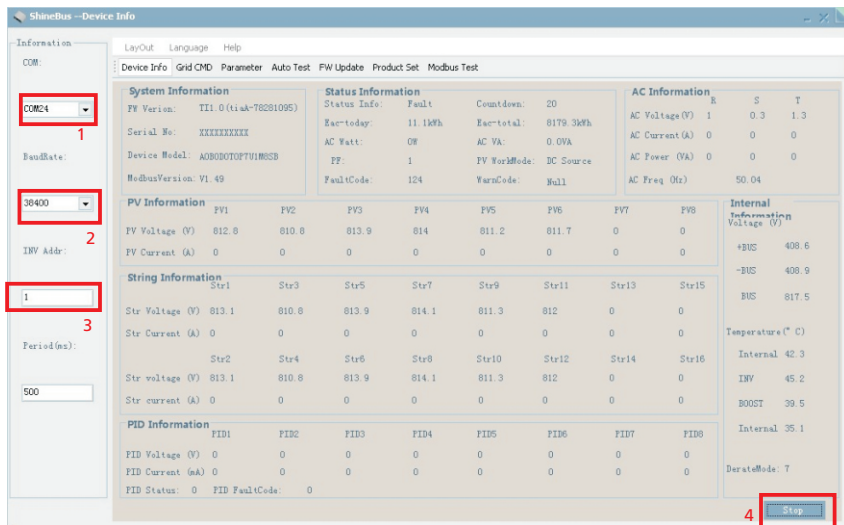 ShineBus --Device Info
Information
COM:
COM24
1
BaudRate:
38400
2
INV Addr:
1
3
Period(ms):
500
LayOut Language Help
Device Info Grid CMD Parameter Auto Test FW Update Product Set Modbus Test
System Information
FW Verion: TI1.0(tiaA-78281095)
Serial No: XXXXXXXXXX
Device Model: A0B0D0T0P7U1M8SB
ModbusVersion: V1.49
Status Information
Status Info: Fault Countdown: 20
Eac-today: 11.1kWh Eac-total: 8179.3kWh
AC Watt: 0W AC VA: 0.0VA
PF: 1 PV WorkMode: DC Source
FaultCode: 124 WarnCode: Null
AC Information
R S T
AC Voltage(V) 1 0.3 1.3
AC Current(A) 0 0 0
AC Power (VA) 0 0 0
AC Freq (Hz) 50.04
PV Information
PV1 PV2 PV3 PV4 PV5 PV6 PV7 PV8
PV Voltage (V) 812.8 810.8 813.9 814 811.2 811.7 0 0
PV Current (A) 0 0 0 0 0 0 0 0
String Information
Str1 Str3 Str5 Str7 Str9 Str11 Str13 Str15
Str Voltage (V) 813.1 810.8 813.9 814.1 811.3 812 0 0
Str Current (A) 0 0 0 0 0 0 0 0
Str2 Str4 Str6 Str8 Str10 Str12 Str14 Str16
Str voltage (V) 813.1 810.8 813.9 814.1 811.3 812 0 0
Str current (A) 0 0 0 0 0 0 0 0
PID Information
PID1 PID2 PID3 PID4 PID5 PID6 PID7 PID8
PID Voltage (V) 0 0 0 0 0 0 0 0
PID Current (mA) 0 0 0 0 0 0 0 0
PID Status: 0 PID FaultCode: 0
Internal
Information
Voltage (V)
+BUS 408.6
-BUS 408.9
BUS 817.5
Temperature(° C)
Internal 42.3
INV 45.2
BOOST 39.5
Internal 35.1
DerateMode: 7
4
Stop